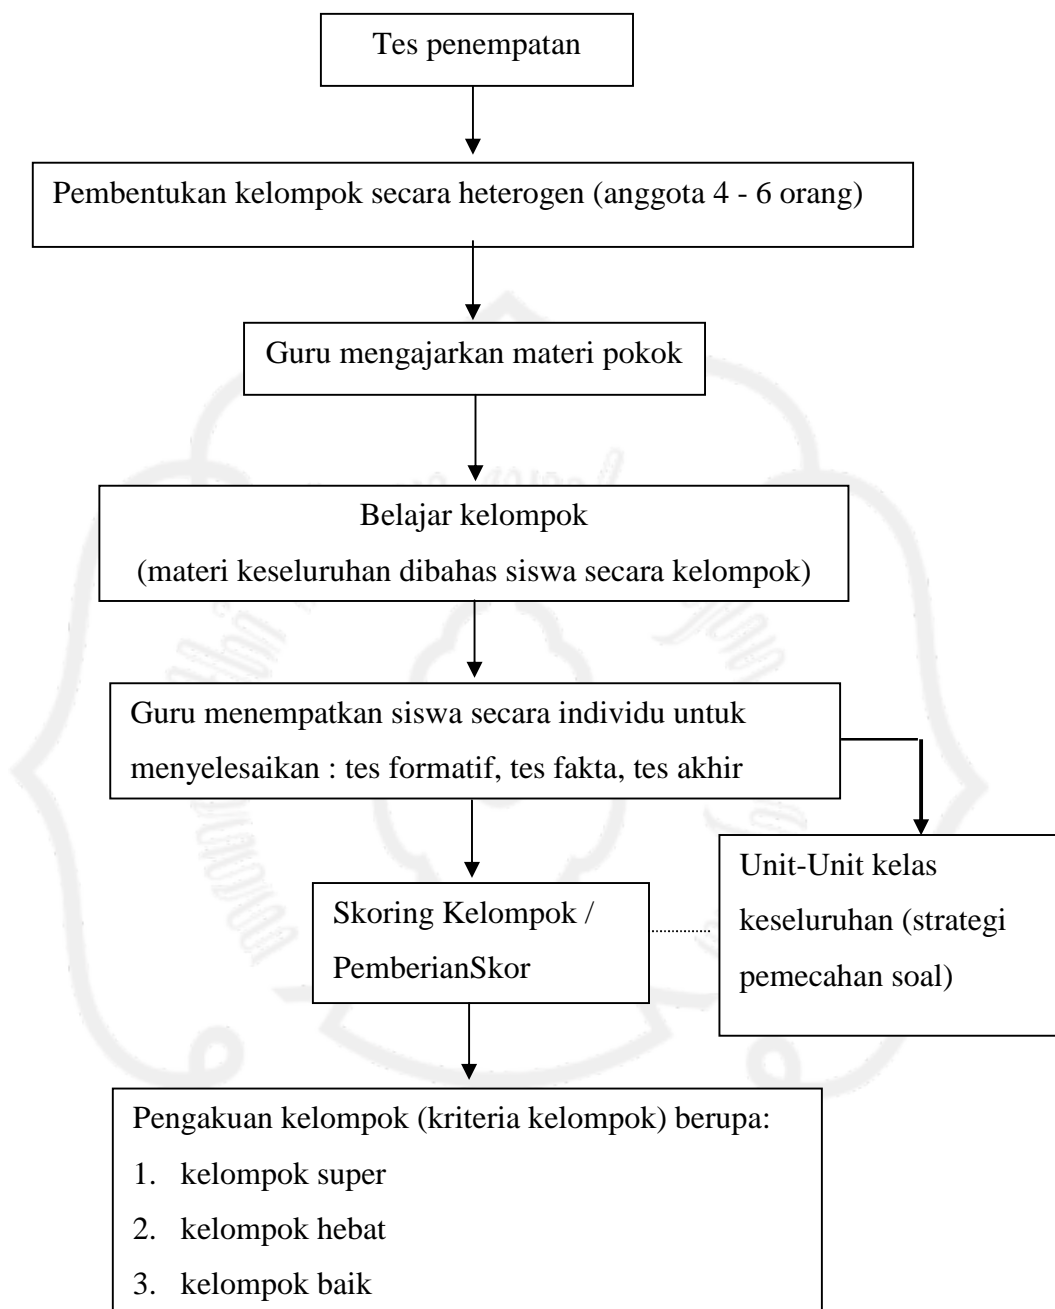 Tes penempatan
Pembentukan kelompok secara heterogen (anggota 4 - 6 orang)
Guru mengajarkan materi pokok
Belajar kelompok
(materi keseluruhan dibahas siswa secara kelompok)
Guru menempatkan siswa secara individu untuk
menyelesaikan : tes formatif, tes fakta, tes akhir
Skoring Kelompok /
PemberianSkor
Unit-Unit kelas
keseluruhan (strategi
pemecahan soal)
Pengakuan kelompok (kriteria kelompok) berupa:
1. kelompok super
2. kelompok hebat
3. kelompok baik